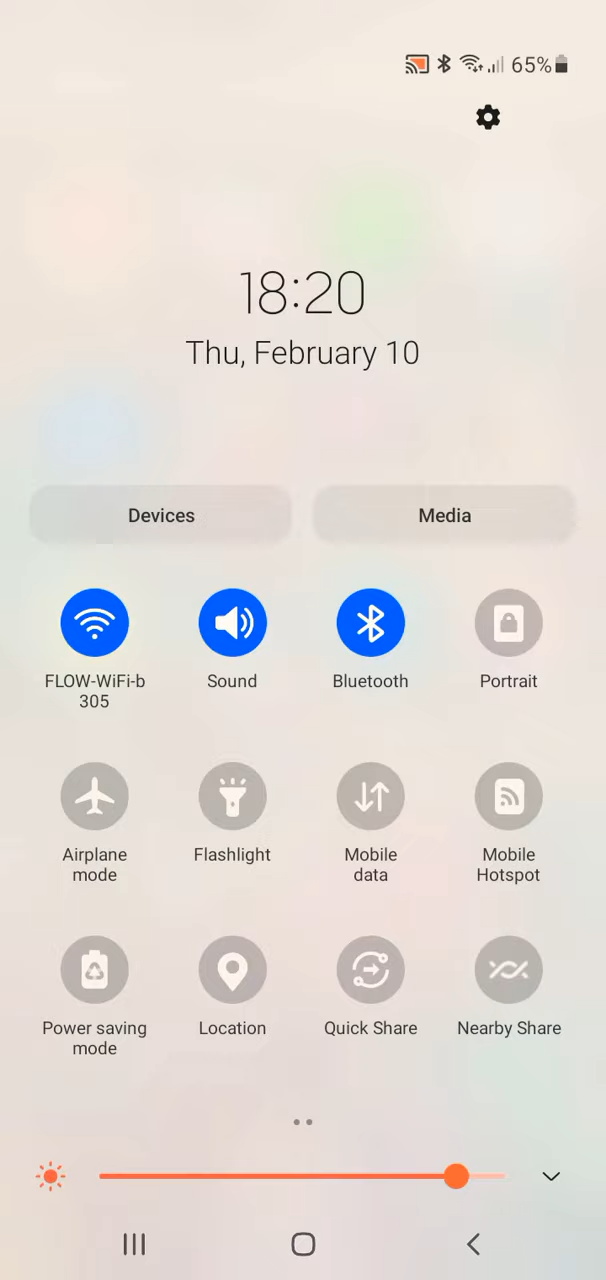 65%
18:20
Thu, February 10
Devices
Media
FLOW-WiFi-b
305
Sound
Bluetooth
Portrait
Airplane
mode
Flashlight
Mobile
data
Mobile
Hotspot
Power saving
mode
Location
Quick Share
Nearby Share